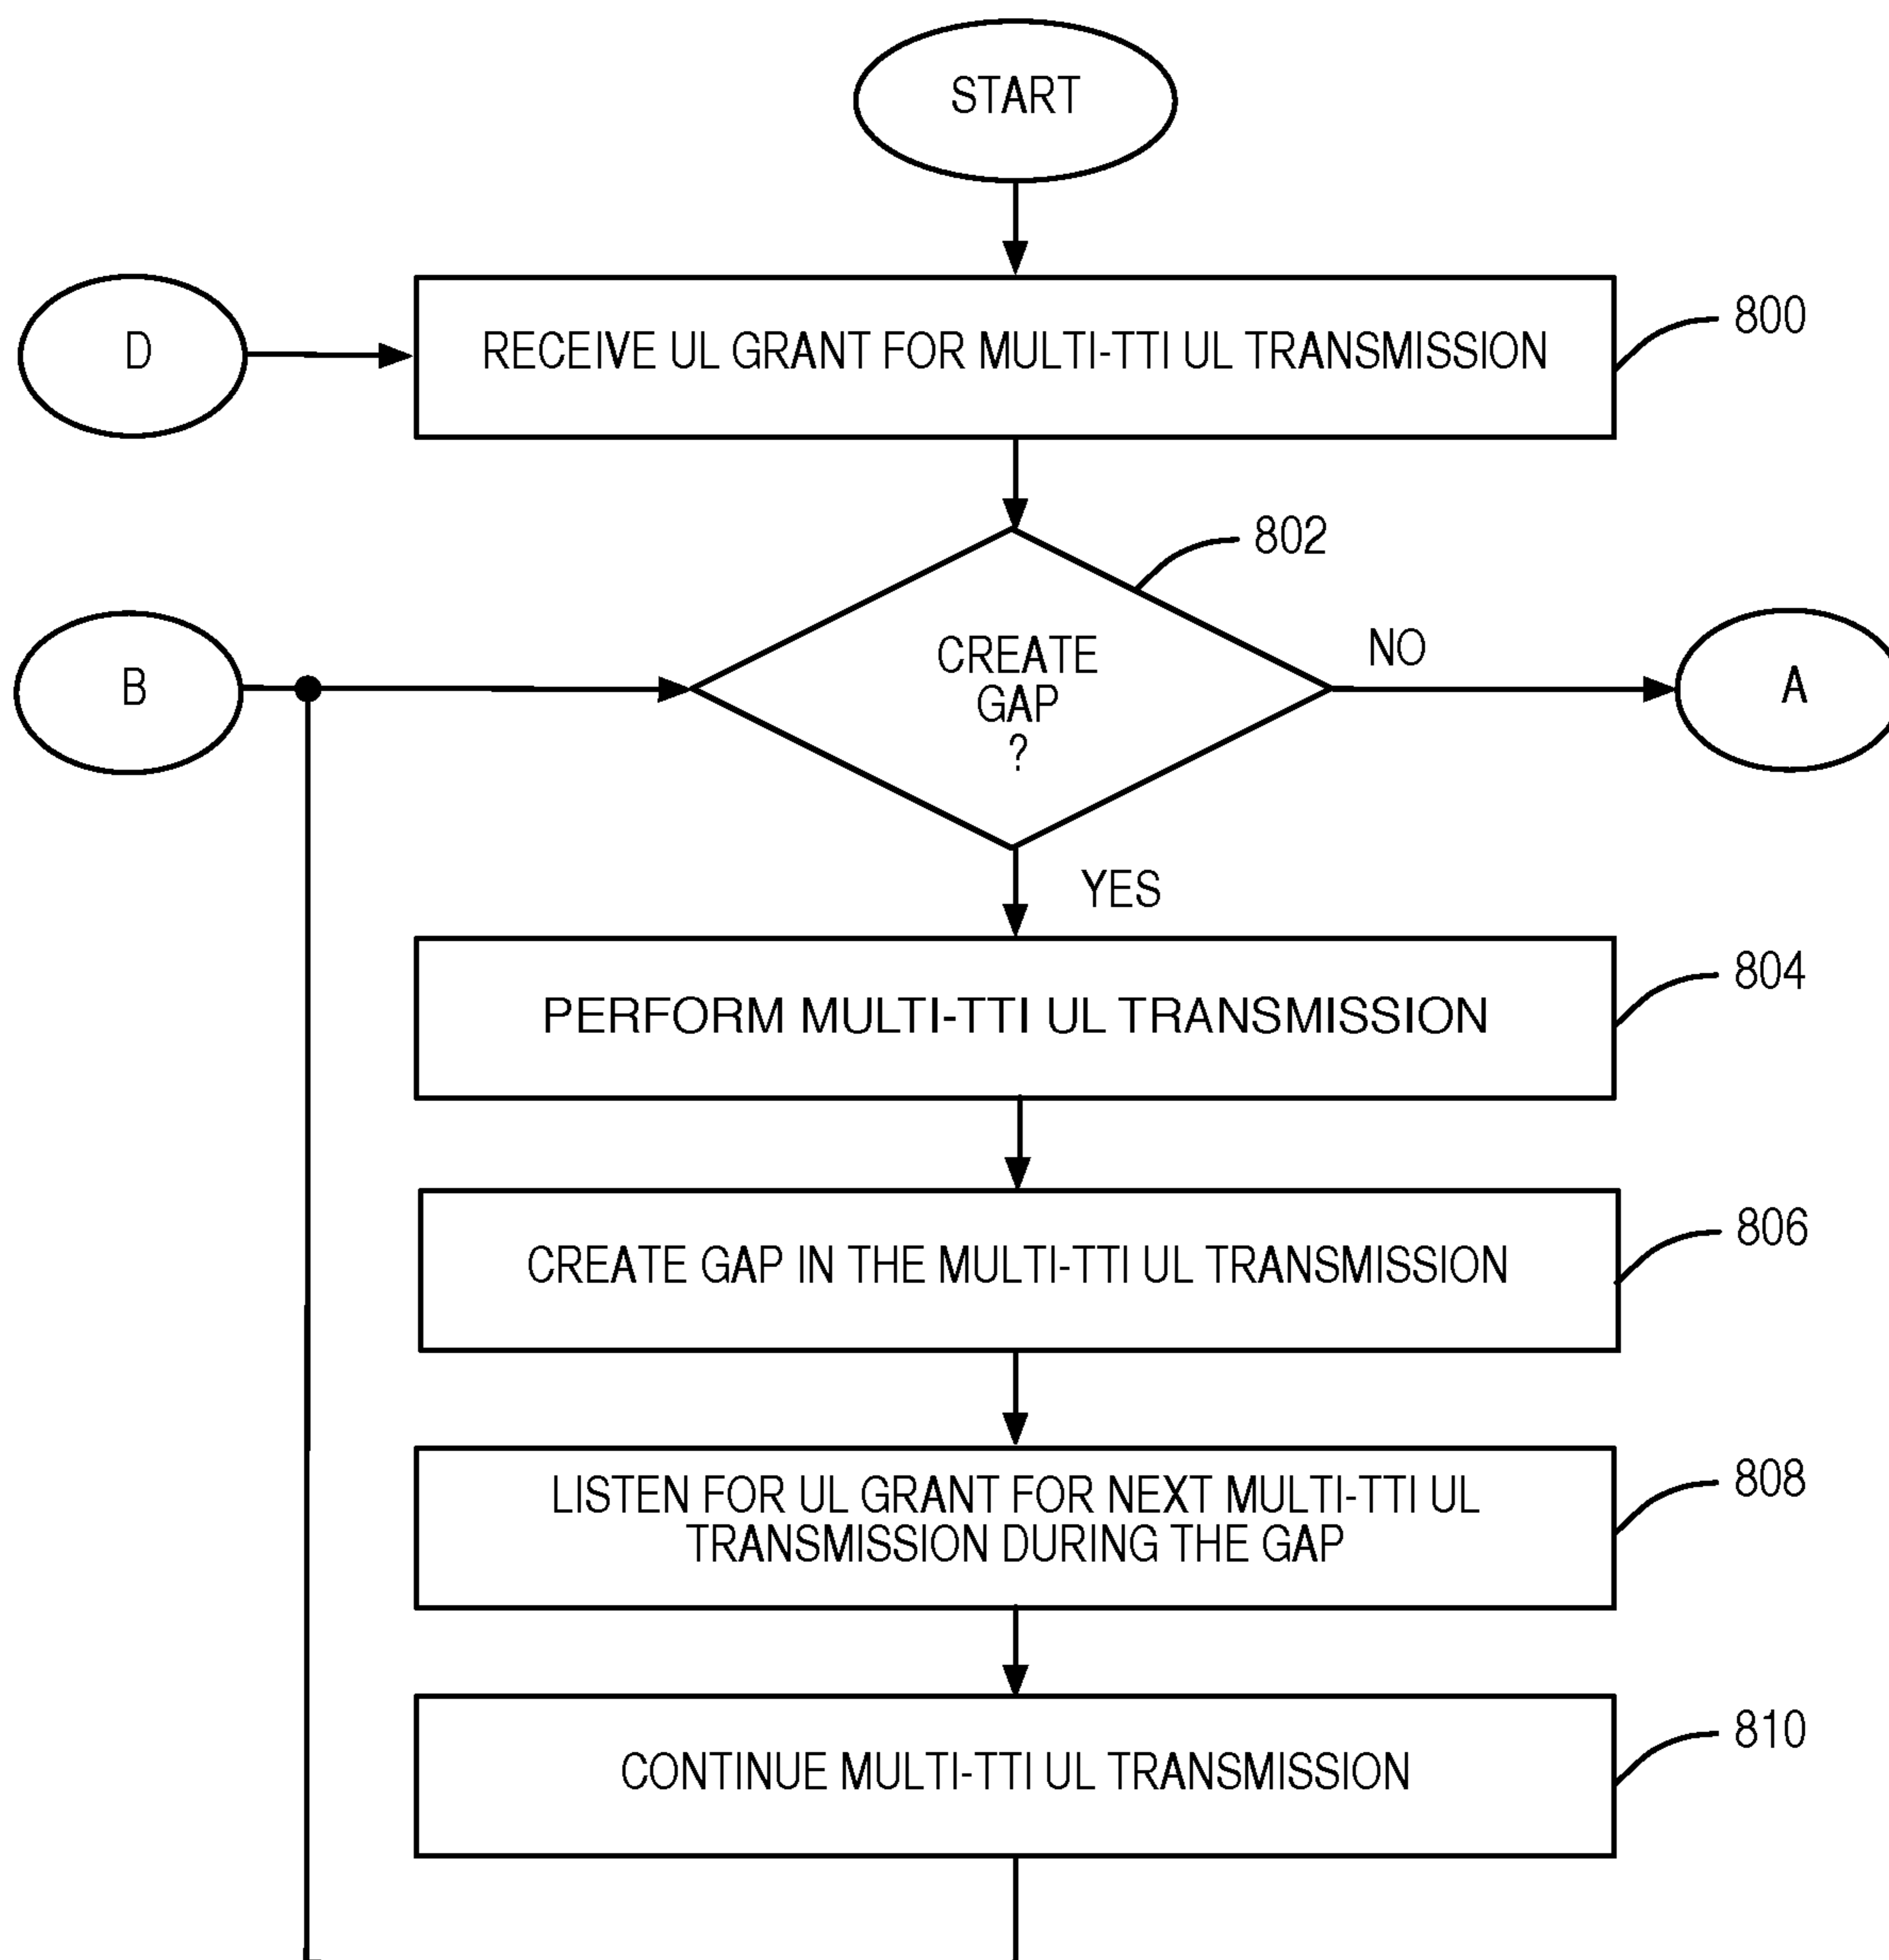 START
D
RECEIVE UL GRANT FOR MULTI-TTI UL TRANSMISSION
800
802
B
CREATE
GAP
?
NO
A
YES
PERFORM MULTI-TTI UL TRANSMISSION
804
CREATE GAP IN THE MULTI-TTI UL TRANSMISSION
806
LISTEN FOR UL GRANT FOR NEXT MULTI-TTI UL
TRANSMISSION DURING THE GAP
808
CONTINUE MULTI-TTI UL TRANSMISSION
810